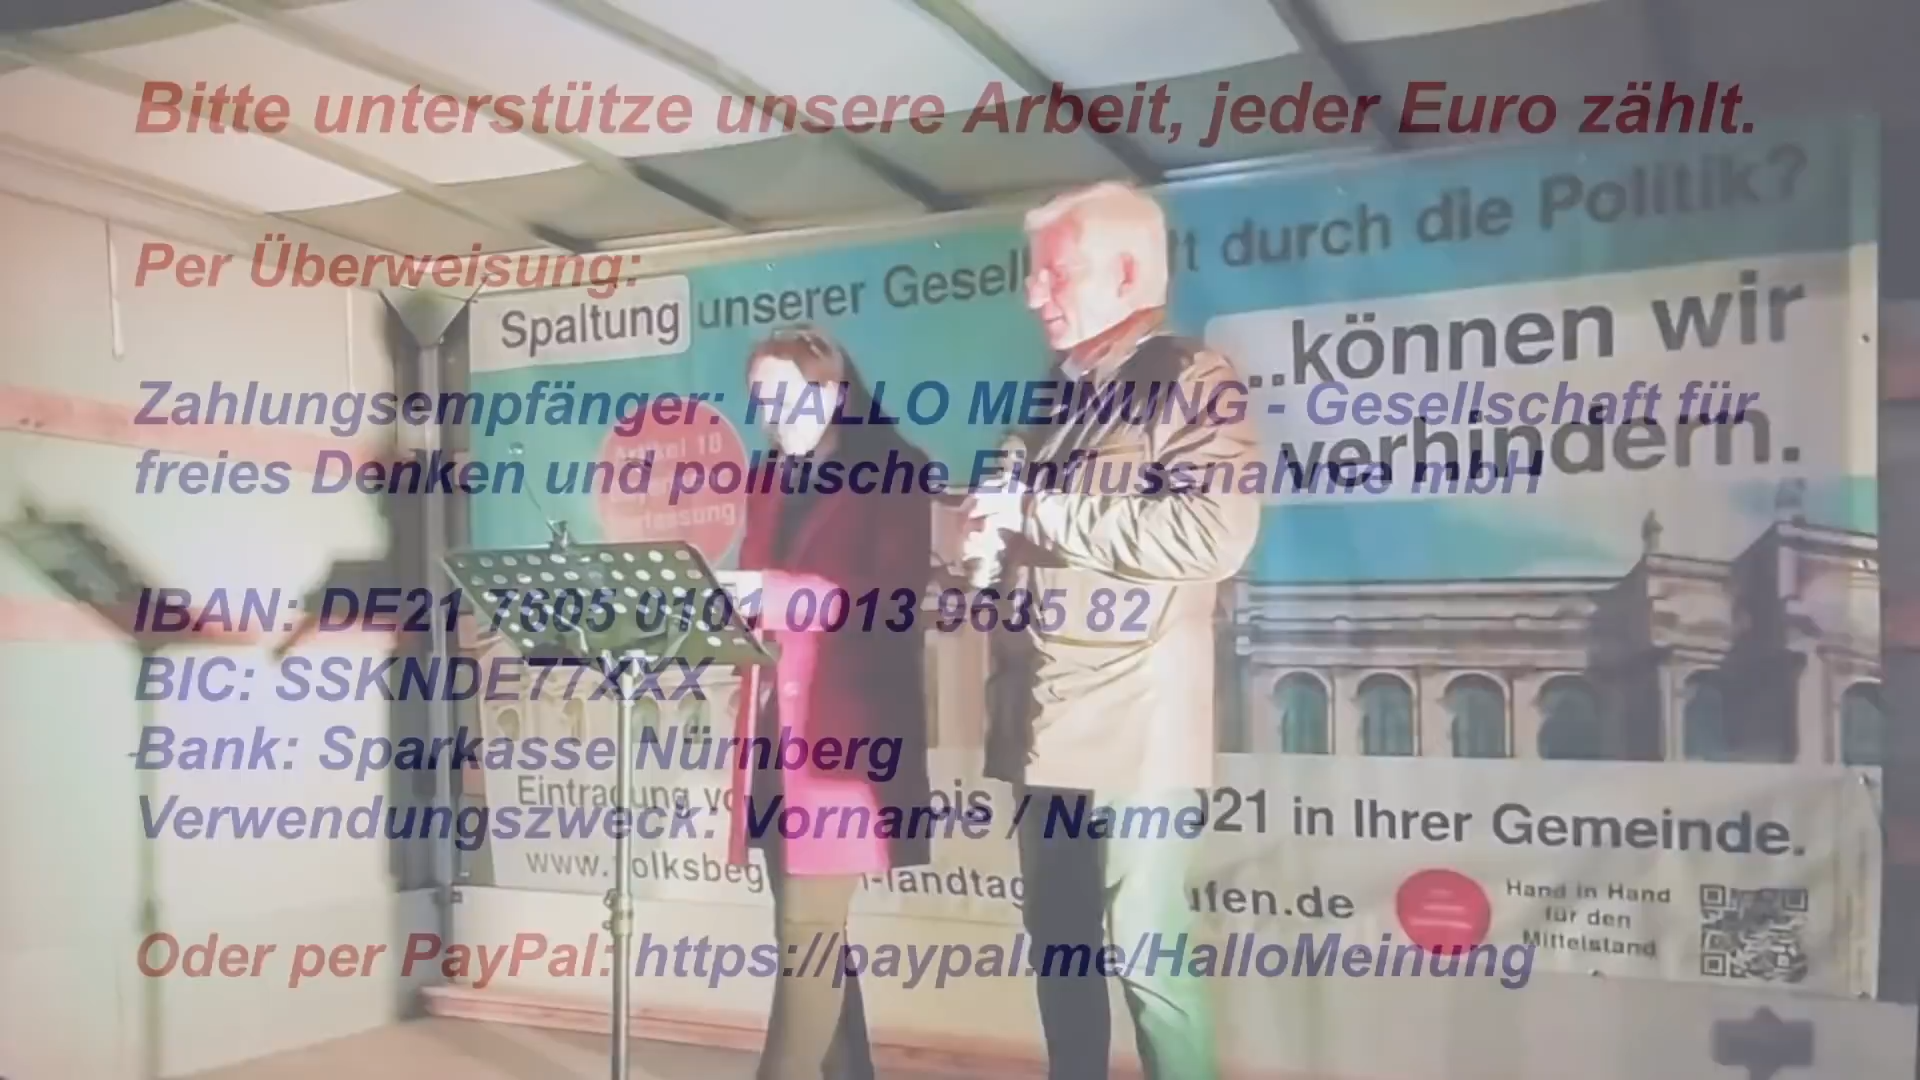 Bitte unterstütze unsere Arbeit, jeder Euro zählt.
Per Überweisung:
Zahlungsempfänger: HALLO MEINUNG - Gesellschaft für
freies Denken und politische Einflussnahme mbH
IBAN: DE21 7605 0101 0013 9635 82
BIC: SSKNDE77XXX
Bank: Sparkasse Nürnberg
Verwendungszweck: Vorname / Name
Oder per PayPal: https://paypal.me/HalloMeinung
Spaltung unserer durch die Politik?
...können wir
verhindern.
18
in Ihrer Gemeinde.
Hand in Hand
für den
Mittelstand